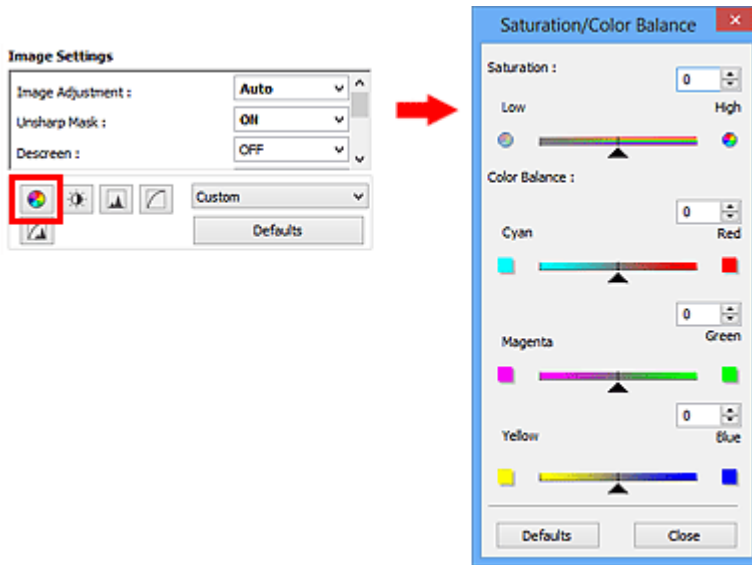 Image Settings
Image Adjustment :
Auto
Unsharp Mask :
ON
Descreen :
OFF
Custom
Defaults
Saturation/Color Balance
Saturation :
0
Low
High
Color Balance :
0
Cyan
Red
0
Magenta
Green
0
Yellow
Blue
Defaults
Close